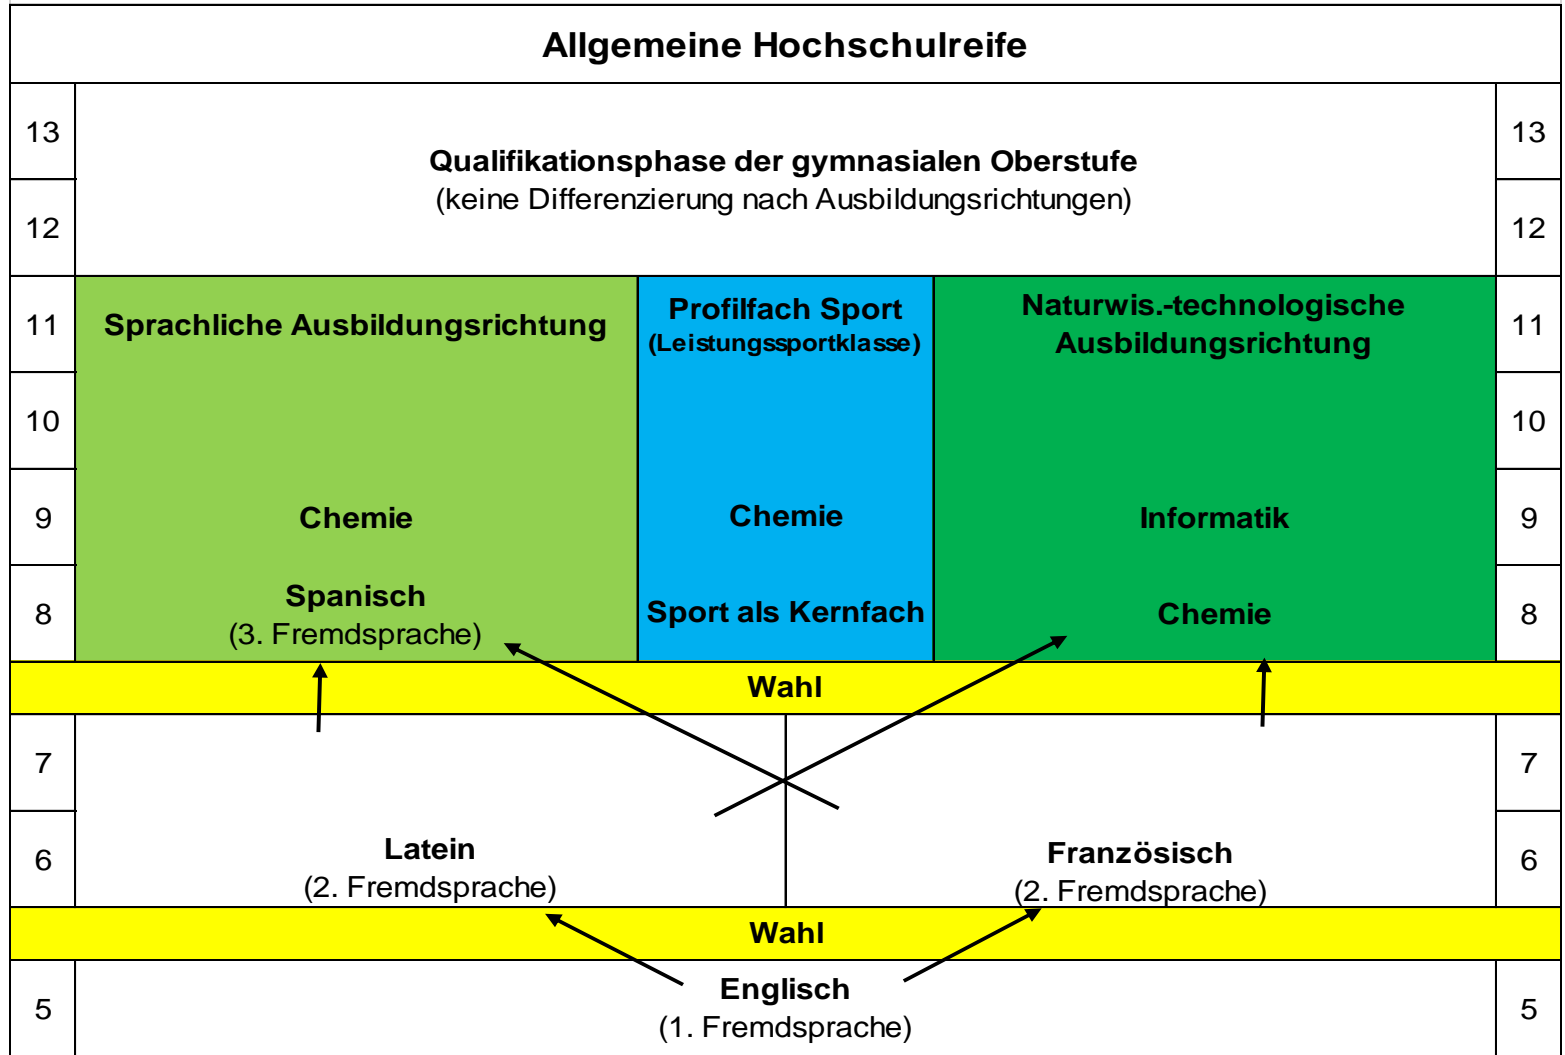 Allgemeine Hochschulreife
13
13
Qualifikationsphase der gymnasialen Oberstufe
(keine Differenzierung nach Ausbildungsrichtungen)
12
12
11
Sprachliche Ausbildungsrichtung
Profilfach Sport
(Leistungssportklasse)
Naturwis.-technologische
Ausbildungsrichtung
11
10
10
9
Chemie
Chemie
Informatik
9
8
Spanisch
(3. Fremdsprache)
Sport als Kernfach
Chemie
8
Wahl
7
7
6
Latein
(2. Fremdsprache)
Französisch
(2. Fremdsprache)
6
Wahl
5
Englisch
(1. Fremdsprache)
5